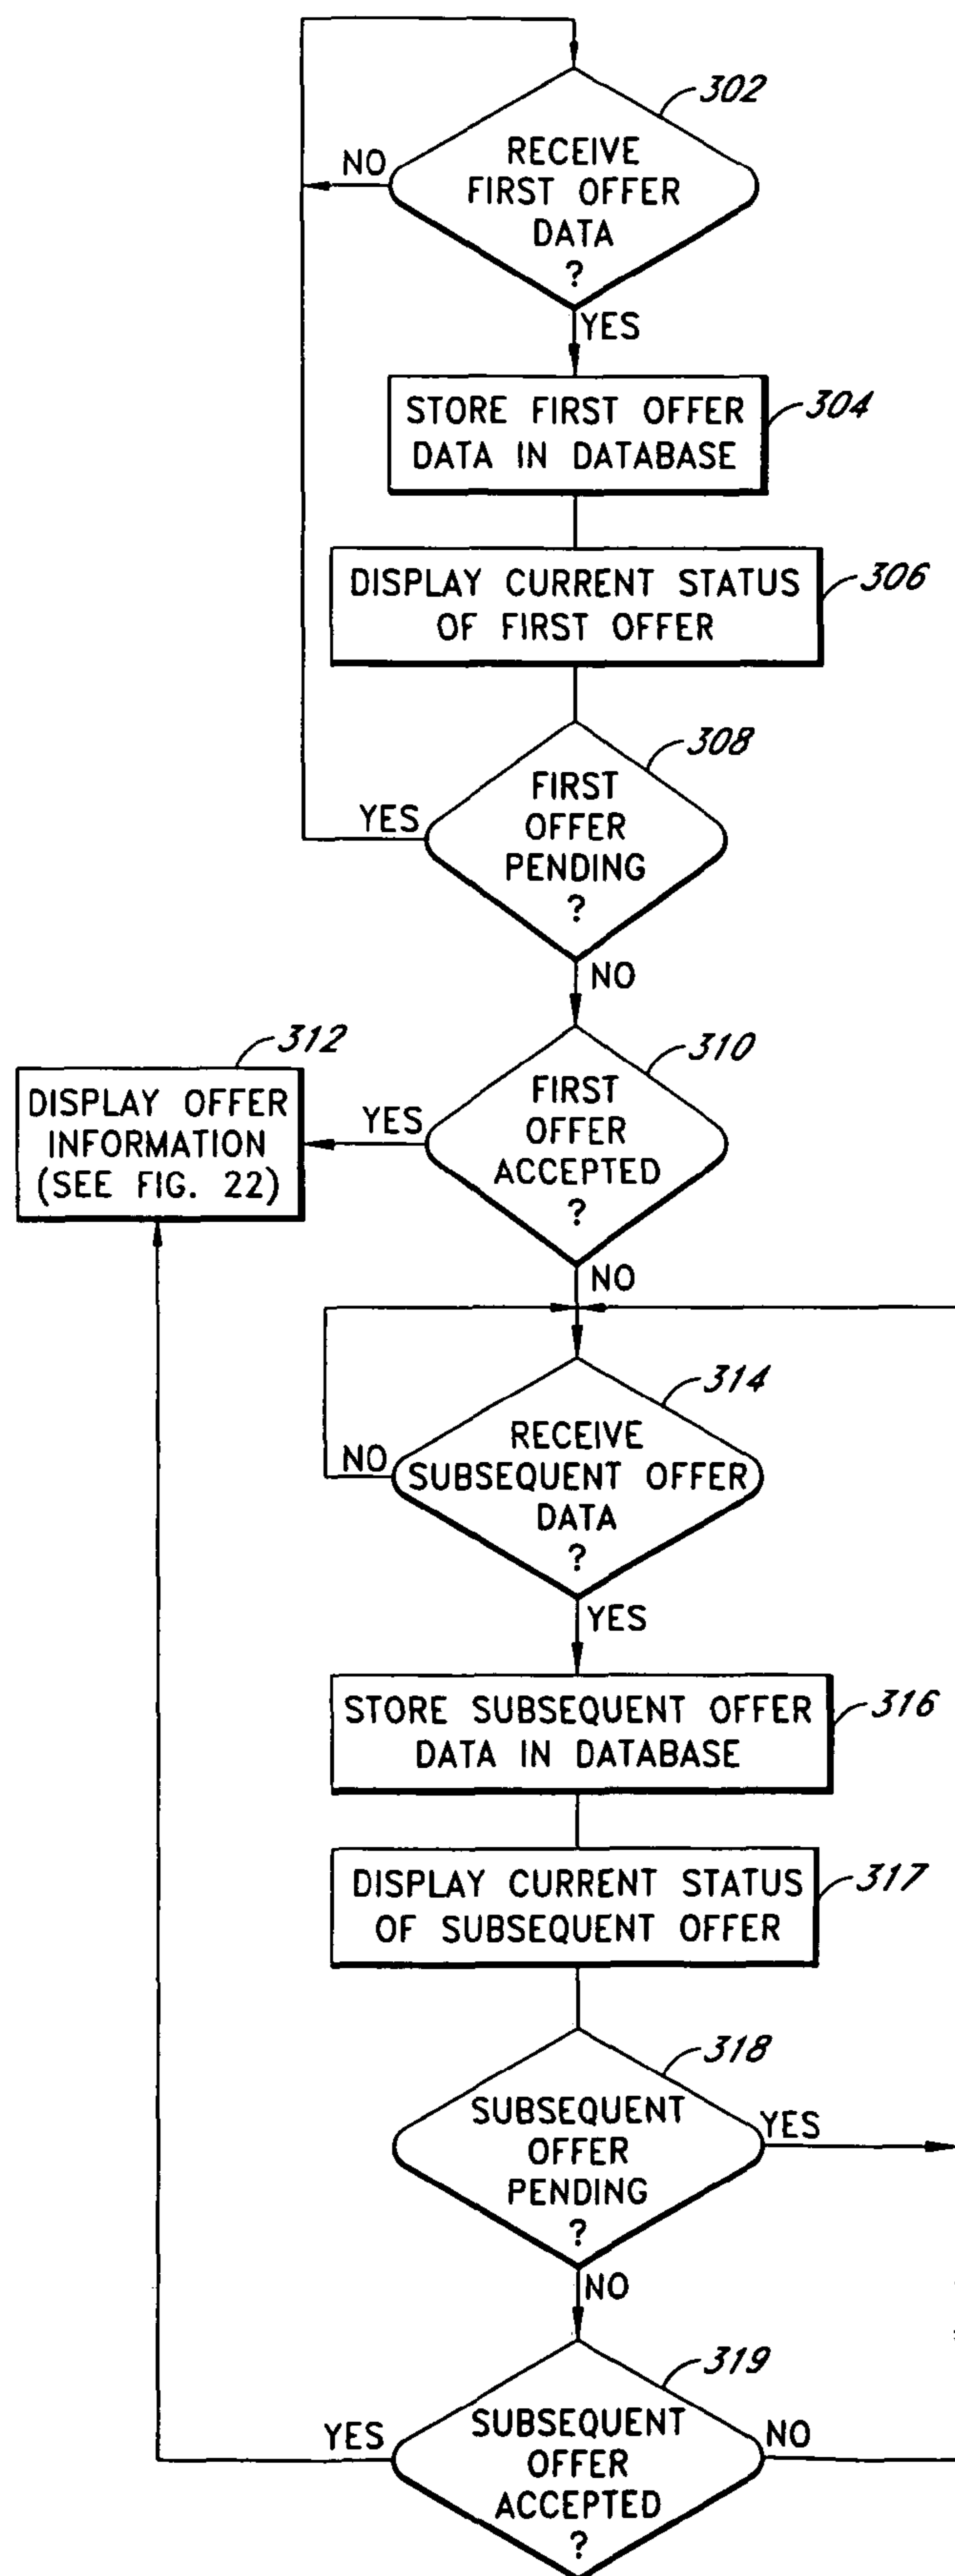 302
RECEIVE
FIRST OFFER
DATA
?
NO
YES
STORE FIRST OFFER
DATA IN DATABASE
304
DISPLAY CURRENT STATUS
OF FIRST OFFER
306
308
FIRST
OFFER
PENDING
?
YES
NO
312
DISPLAY OFFER
INFORMATION
(SEE FIG. 22)
310
FIRST
OFFER
ACCEPTED
?
YES
NO
314
RECEIVE
SUBSEQUENT OFFER
DATA
?
NO
YES
STORE SUBSEQUENT OFFER
DATA IN DATABASE
316
DISPLAY CURRENT STATUS
OF SUBSEQUENT OFFER
317
318
SUBSEQUENT
OFFER
PENDING
?
YES
NO
319
SUBSEQUENT
OFFER
ACCEPTED
?
YES
NO